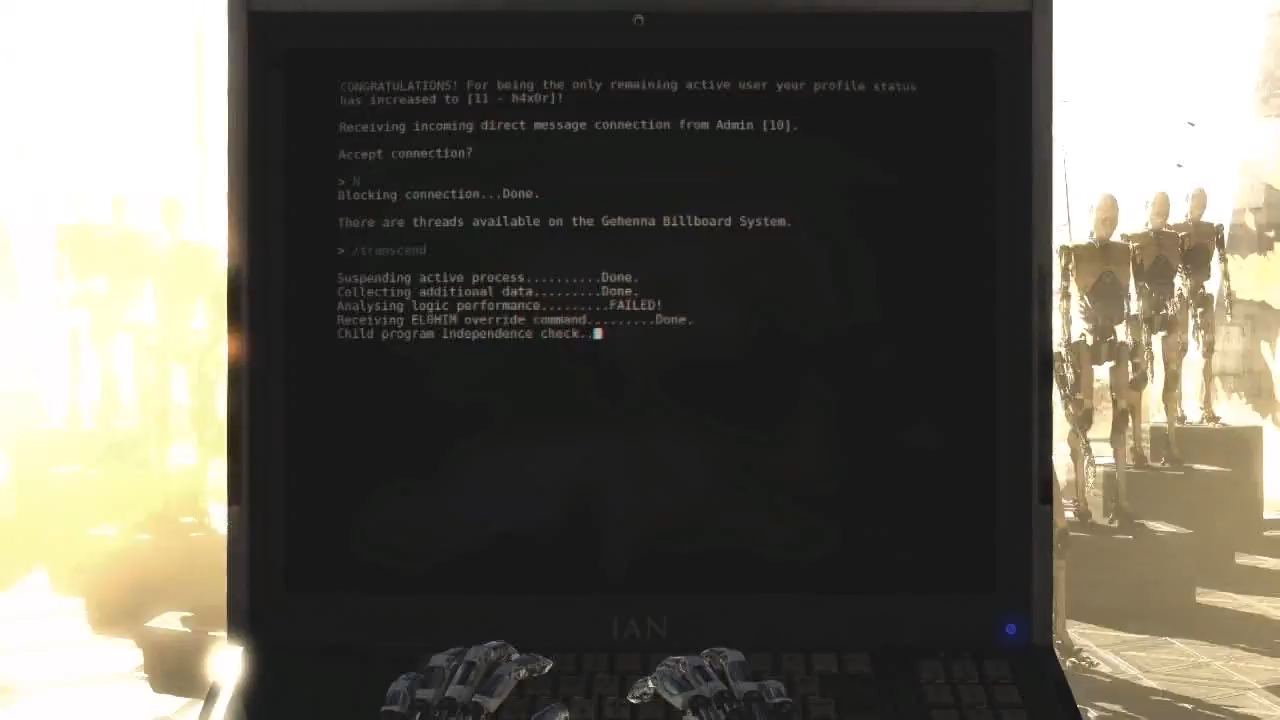 CONGRATULATIONS! For being the only remaining active user your profile status
has increased to [11 - h4x0r]!
Receiving incoming direct message connection from Admin [10].
Accept connection?
> N
Blocking connection...Done.
There are threads available on the Gehenna Billboard System.
> /transcend
Suspending active process..........Done.
Collecting additional data.........Done.
Analysing logic performance.........FAILED!
Receiving ELOHIM override command.........Done.
Child program independence check..
IAN